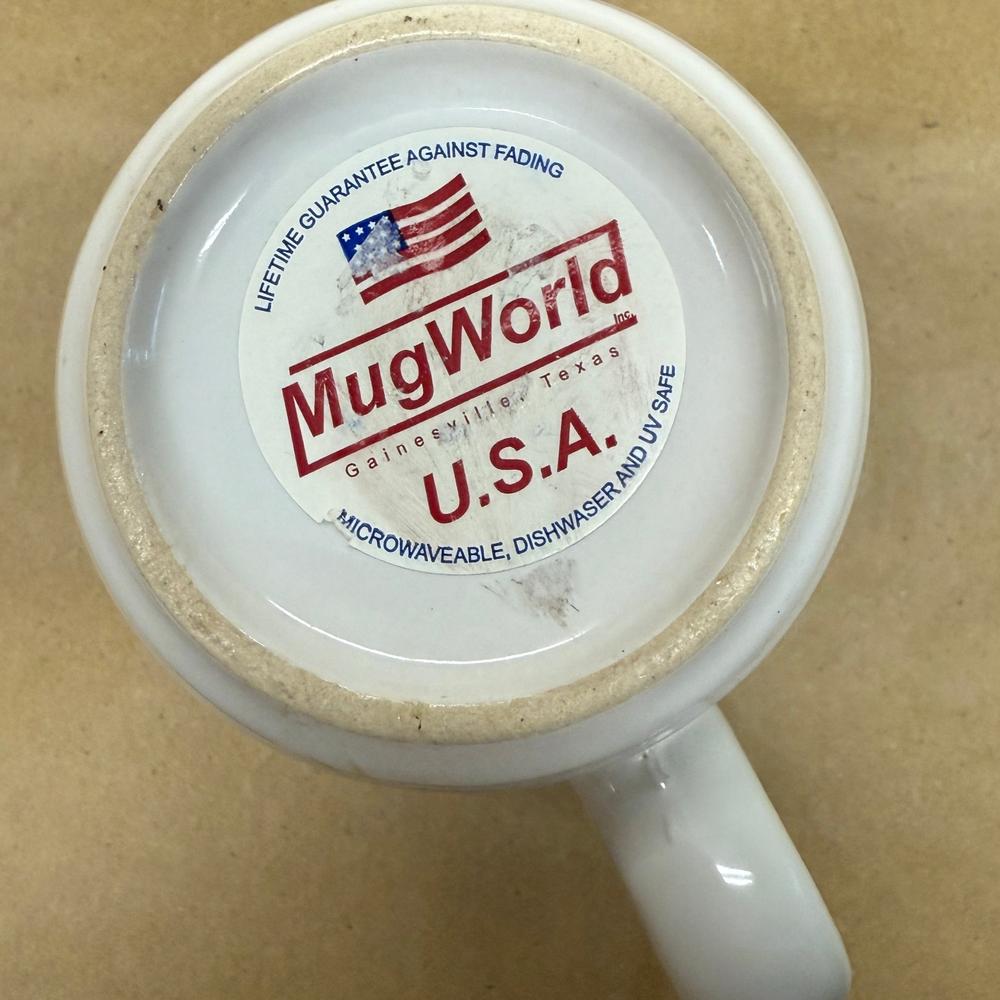 LIFETIME GUARANTEE AGAINST FADING
MugWorld
Inc.
Gainesville, Texas
U.S.A.
MICROWAVEABLE, DISHWASER AND UV SAFE